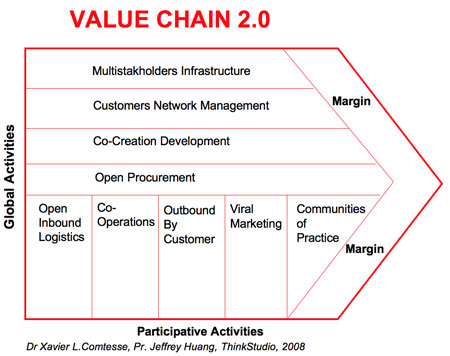 VALUE CHAIN 2.0
Multistakholders Infrastructure
Customers Network Management
Co-Creation Development
Open Procurement
Margin
Global Activities
Open
Inbound
Logistics
Co-
Operations
Outbound
By
Customer
Viral
Marketing
Communities
of
Practice
Margin
Participative Activities
Dr Xavier L.Comtesse, Pr. Jeffrey Huang, ThinkStudio, 2008